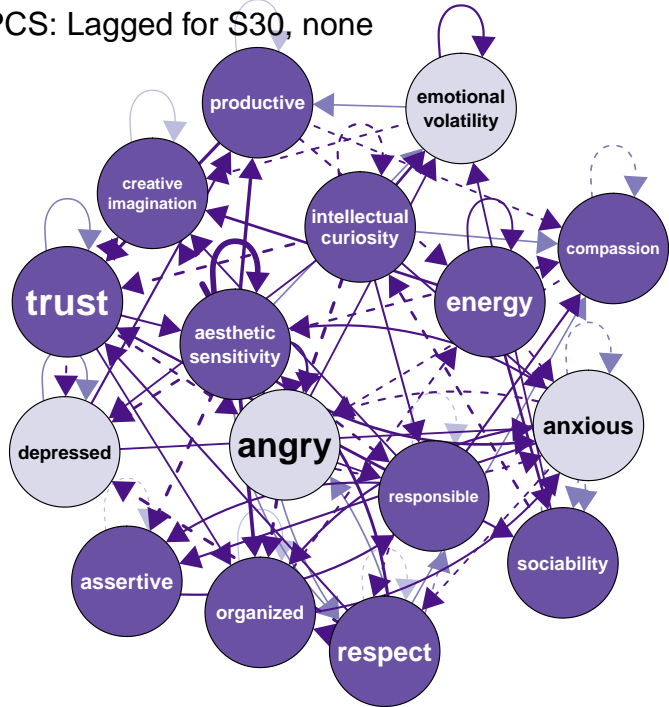 PCS: Lagged for S30, none
productive
emotional
volatility
creative
imagination
intellectual
curiosity
compassion
trust
energy
aesthetic
sensitivity
depressed
angry
anxious
responsible
assertive
organized
sociability
respect